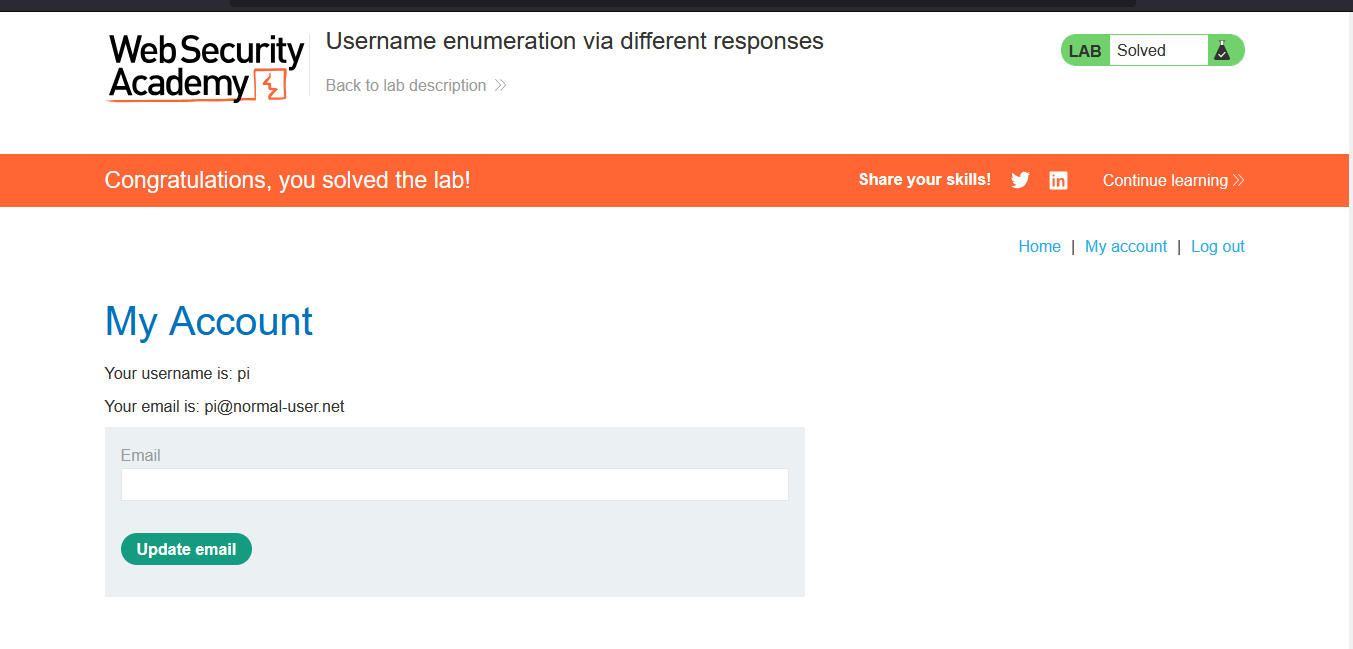 Web Security
Academy
Username enumeration via different responses
Back to lab description
LAB Solved
Congratulations, you solved the lab!
Share your skills!
Continue learning
Home | My account | Log out
My Account
Your username is: pi
Your email is: pi@normal-user.net
Email
Update email